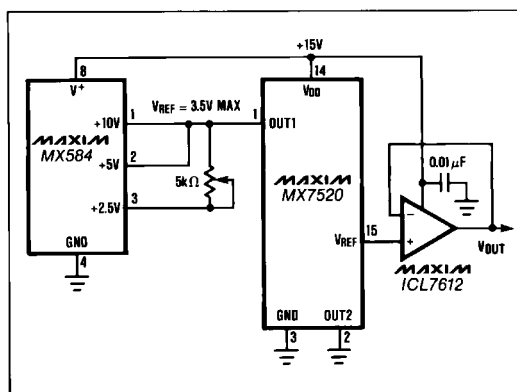 +15V
8
V+
14
VDD
+10V
1
VREF = 3.5V MAX
1
OUT1
MAXIM
MX584
+5V
2
5kΩ
+2.5V
3
GND
4
MAXIM
MX7520
VREF
15
GND
OUT2
3
2
0.01µF
−
+
VOUT
MAXIM
ICL7612